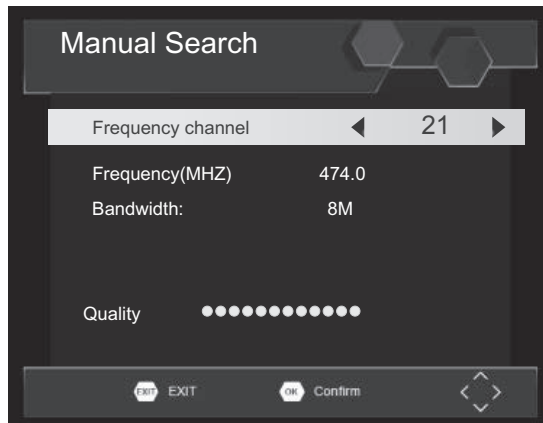 Manual Search
Frequency channel 21
Frequency(MHZ) 474.0
Bandwidth: 8M
Quality
EXIT EXIT OK Confirm